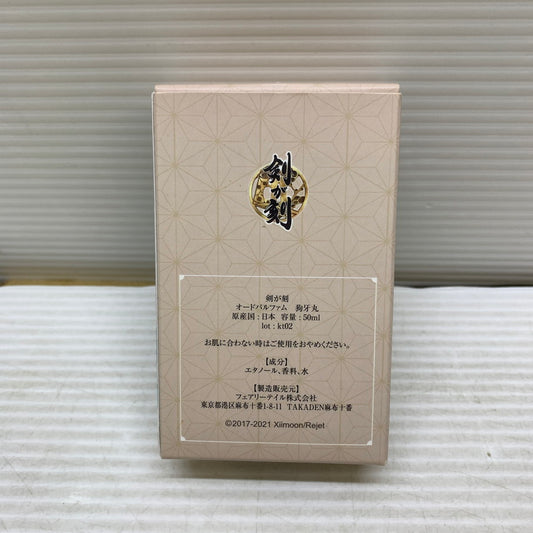 剣が刻
剣が刻
オードパルファム　狗牙丸
原産国：日本　容量：50ml
lot : kt02
お肌に合わない時はご使用をおやめください。
【成分】
エタノール、香料、水
【製造販売元】
フェアリーテイル株式会社
東京都港区麻布十番1-8-11　TAKADEN麻布十番
©2017-2021 Xiimoon/Rejet